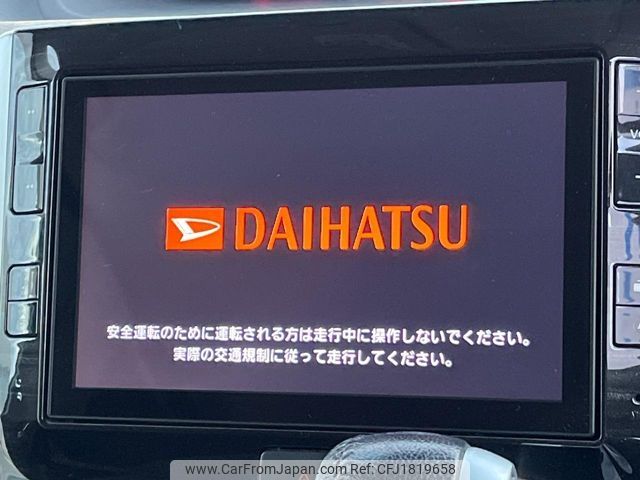 DAIHATSU
安全運転のために運転される方は走行中に操作しないでください。
実際の交通規制に従って走行してください。
www.CarFromJapan.com Ref:CFJ1819658